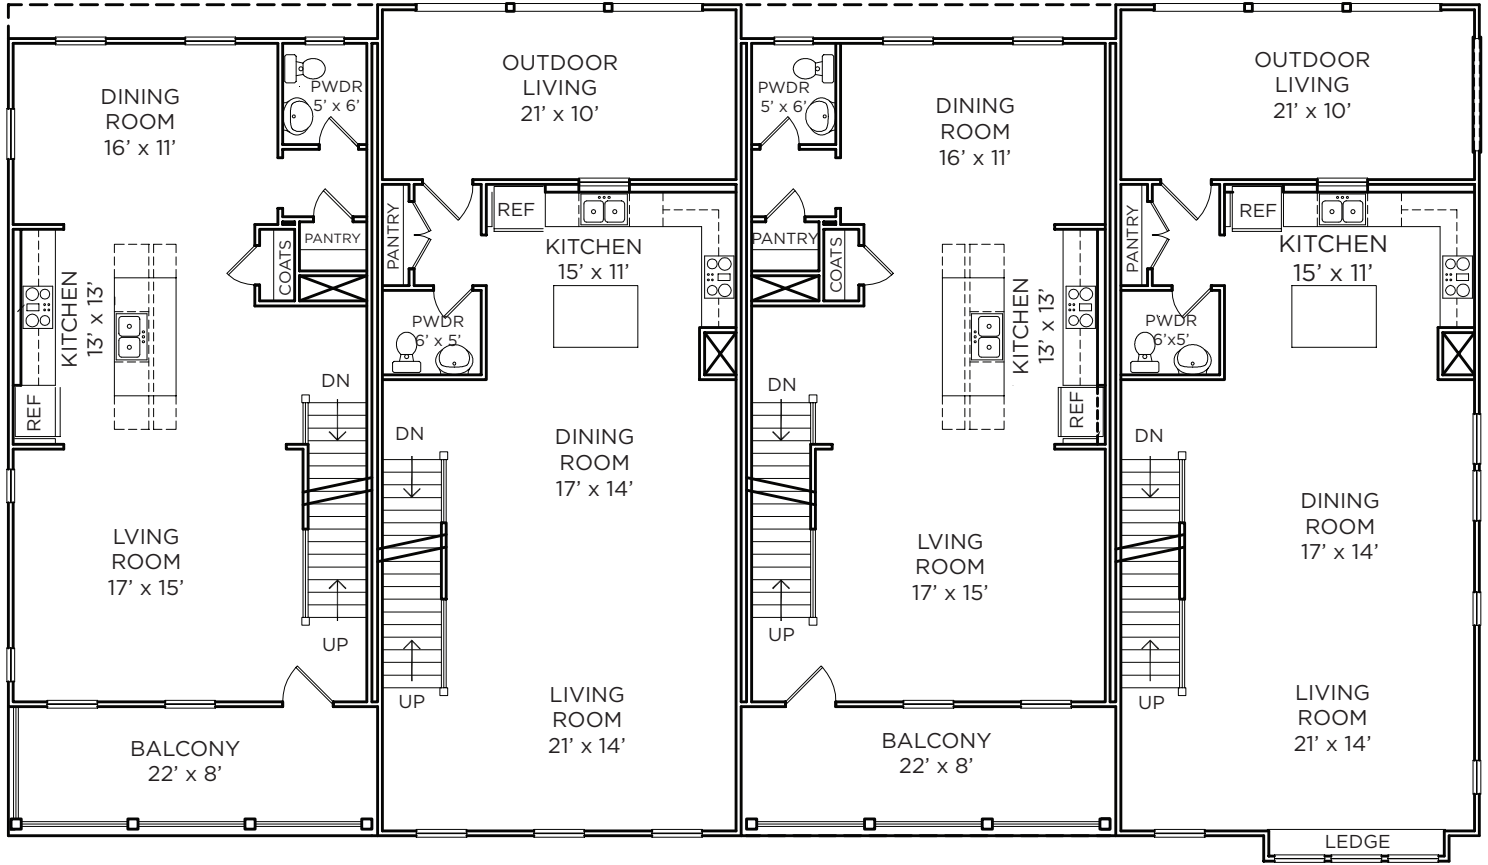 DINING
ROOM
16’ x 11’
PWDR
5’ x 6’
PANTRY
COATS
KITCHEN
13’ x 13’
REF
DN
UP
LVING
ROOM
17’ x 15’
BALCONY
22’ x 8’
OUTDOOR
LIVING
21’ x 10’
PANTRY
REF
KITCHEN
15’ x 11’
PWDR
6’ x 5’
DN
UP
DINING
ROOM
17’ x 14’
LIVING
ROOM
21’ x 14’
PWDR
5’ x 6’
DINING
ROOM
16’ x 11’
PANTRY
COATS
KITCHEN
13’ x 13’
REF
DN
UP
LVING
ROOM
17’ x 15’
BALCONY
22’ x 8’
OUTDOOR
LIVING
21’ x 10’
PANTRY
REF
KITCHEN
15’ x 11’
PWDR
6’x5’
DN
UP
DINING
ROOM
17’ x 14’
LIVING
ROOM
21’ x 14’
LEDGE